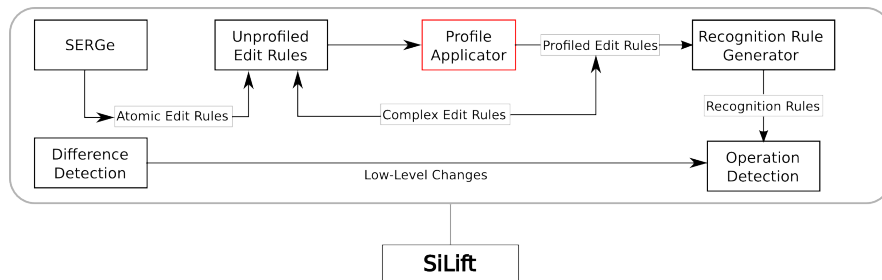 SERGe
Unprofiled
Edit Rules
Profile
Applicator
Profiled Edit Rules
Recognition Rule
Generator
Atomic Edit Rules
Complex Edit Rules
Recognition Rules
Difference
Detection
Low-Level Changes
Operation
Detection
SiLift